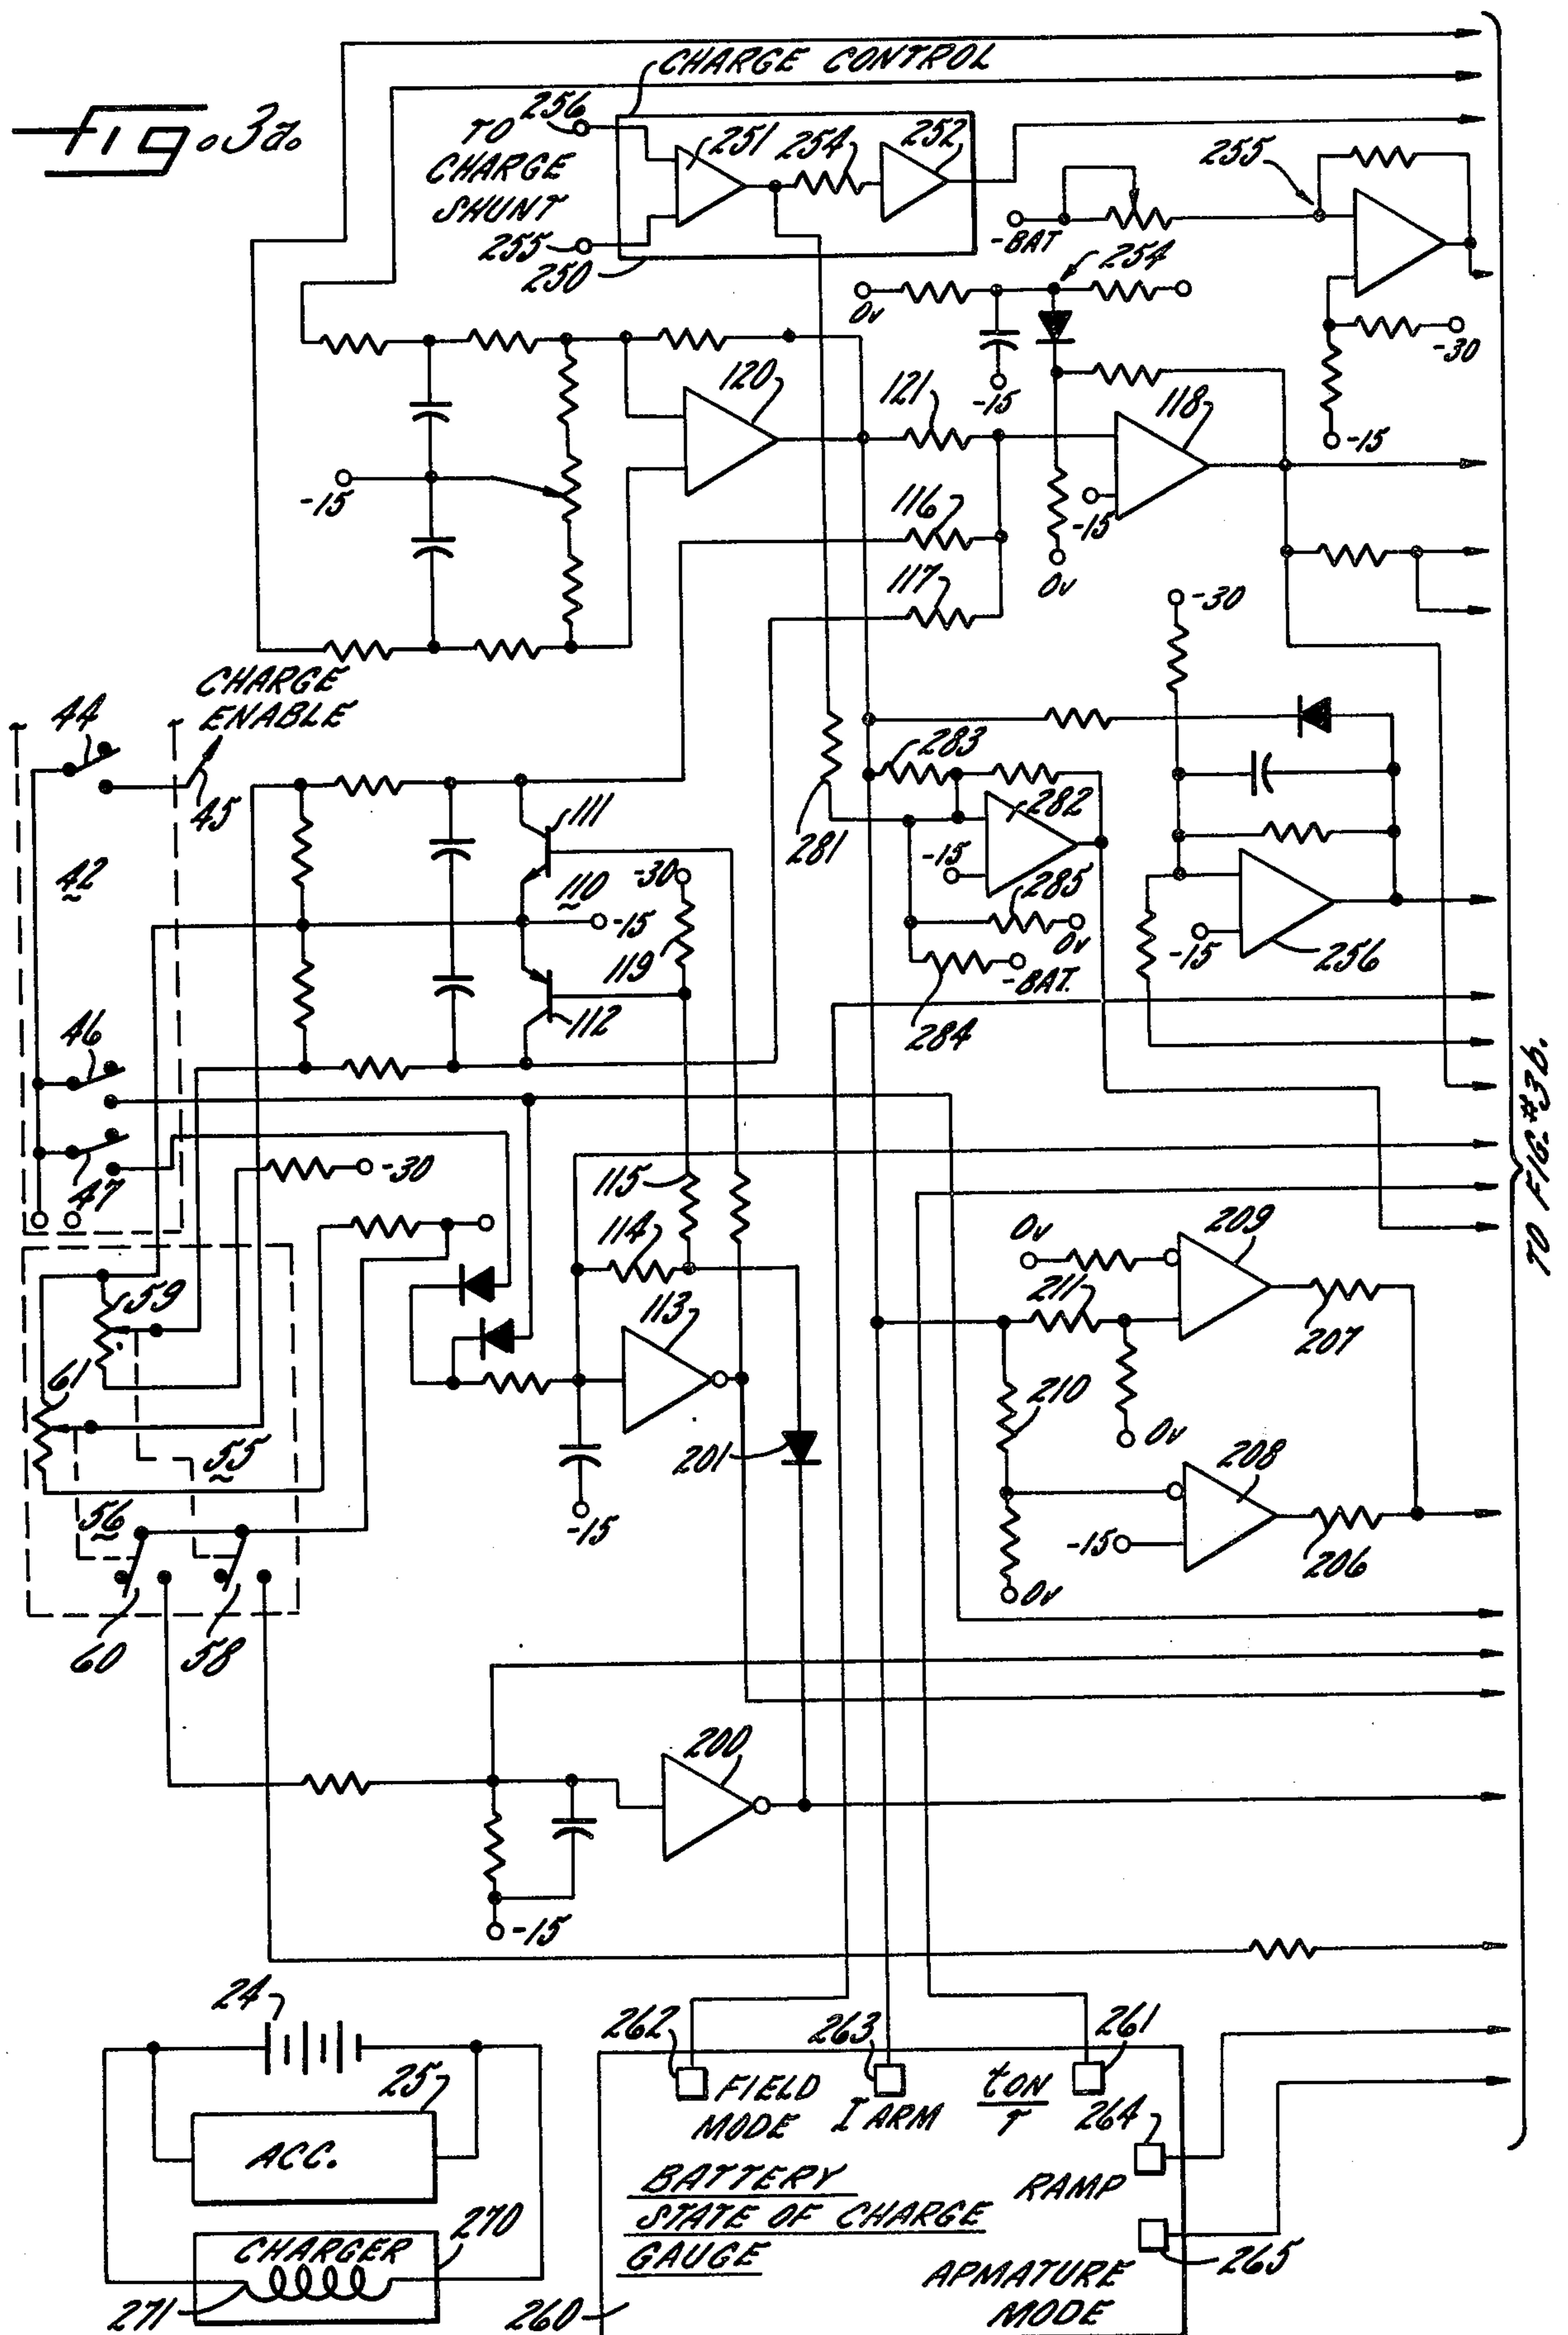 Fig. 3a.
CHARGE CONTROL
TO
CHARGE
SHUNT
256
255
250
251
254
252
255
-BAT
254
0v
-15
-30
-15
120
121
118
-15
-15
116
0v
117
-30
CHARGE
ENABLE
44
45
42
283
111
282
281
-15
110
-30
285
-15
0v
119
-15
256
-BAT.
112
284
46
TO FIG. #3b.
47
-30
115
0v
209
114
211
59
113
207
61
210
0v
201
208
55
56
-15
-15
206
0v
60
58
200
-15
24
262
263
261
25
FIELD
MODE
I ARM
tON
T
264
ACC.
RAMP
BATTERY
STATE OF CHARGE
GAUGE
270
CHARGER
265
APMATURE
MODE
271
260